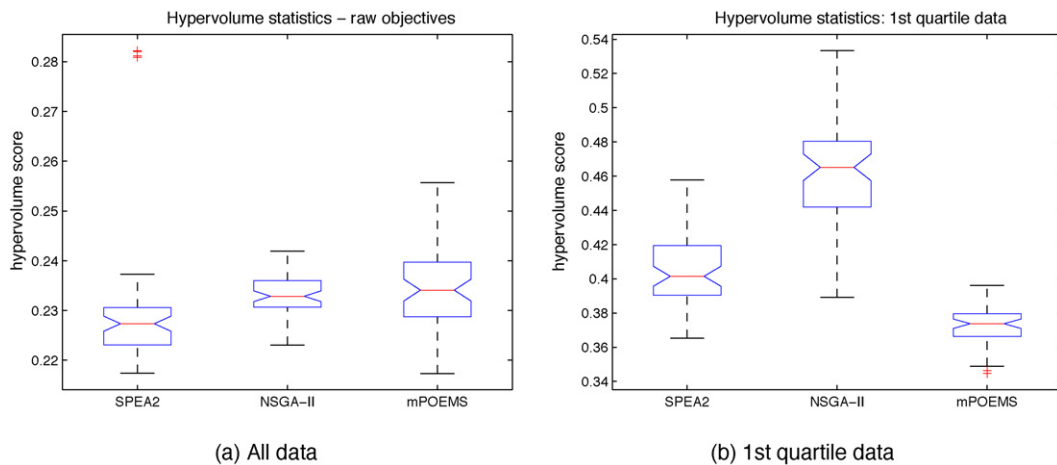 Hypervolume statistics – raw objectives
0.28
0.27
0.26
0.25
0.24
0.23
0.22
hypervolume score
SPEA2 NSGA−II mPOEMS
(a) All data
Hypervolume statistics: 1st quartile data
0.54
0.52
0.5
0.48
0.46
0.44
0.42
0.4
0.38
0.36
0.34
hypervolume score
SPEA2 NSGA−II mPOEMS
(b) 1st quartile data